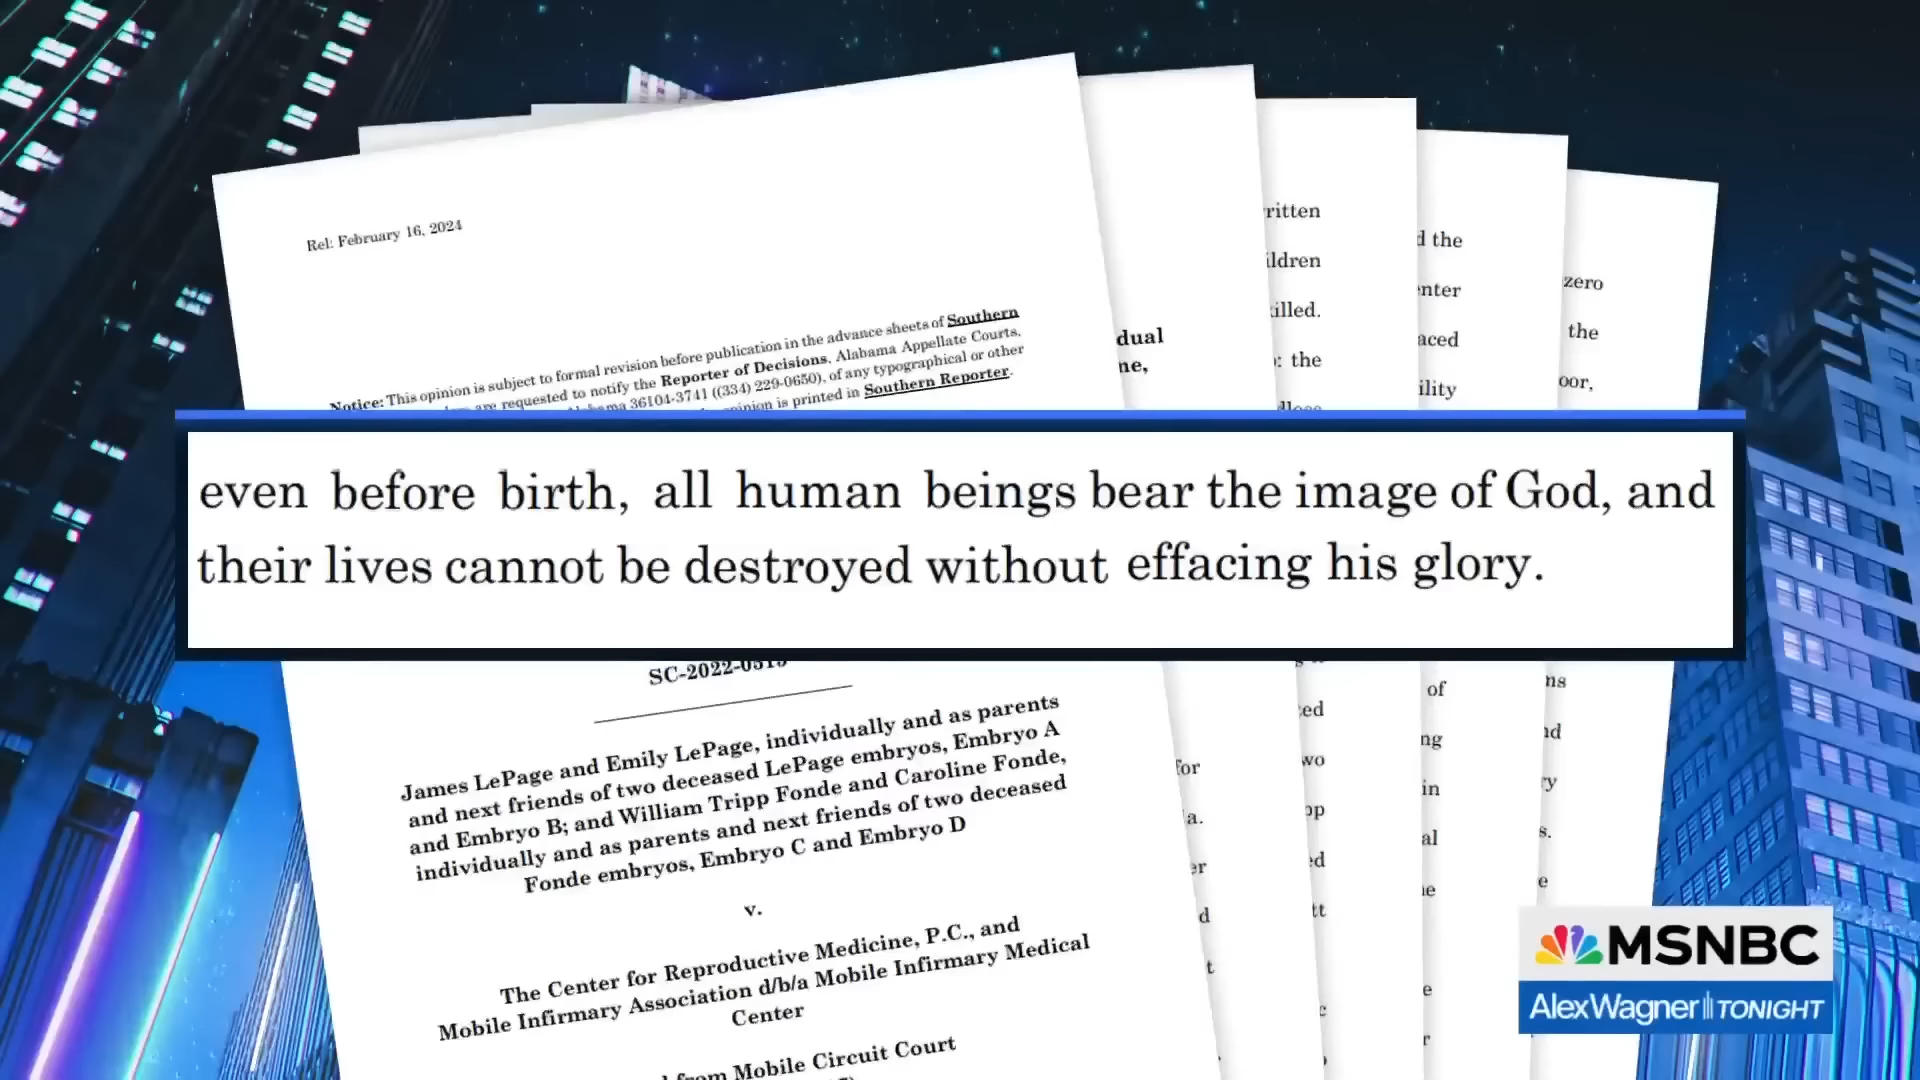 Rel: February 16, 2024
Notice: This opinion is subject to formal revision before publication in the advance sheets of Southern
are requested to notify the Reporter of Decisions, Alabama Appellate Courts,
36104-3741 ((334) 229-0650), of any typographical or other
opinion is printed in Southern Reporter.
even before birth, all human beings bear the image of God, and
their lives cannot be destroyed without effacing his glory.
James LePage and Emily LePage, individually and as parents
and next friends of two deceased LePage embryos, Embryo A
and Embryo B; and William Tripp Fonde and Caroline Fonde,
individually and as parents and next friends of two deceased
Fonde embryos, Embryo C and Embryo D
v.
The Center for Reproductive Medicine, P.C., and
Mobile Infirmary Association d/b/a Mobile Infirmary Medical
Center
from Mobile Circuit Court
d the
zero
the
of
MSNBC
AlexWagner TONIGHT